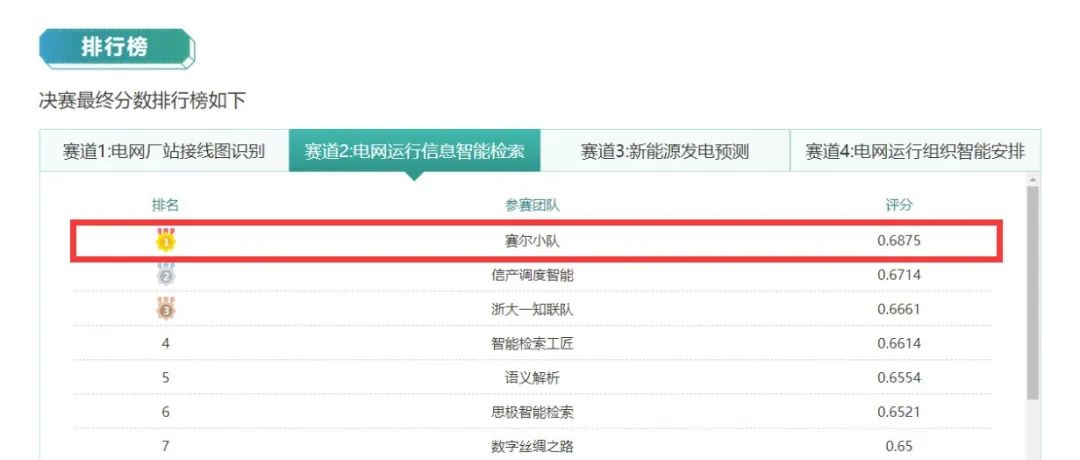 排行榜
决赛最终分数排行榜如下
赛道1:电网厂站接线图识别 赛道2:电网运行信息智能检索 赛道3:新能源发电预测 赛道4:电网运行组织智能安排
排名 参赛团队 评分
1 赛尔小队 0.6875
2 信产调度智能 0.6714
3 浙大一知联队 0.6661
4 智能检索工匠 0.6614
5 语义解析 0.6554
6 思极智能检索 0.6521
7 数字丝绸之路 0.65